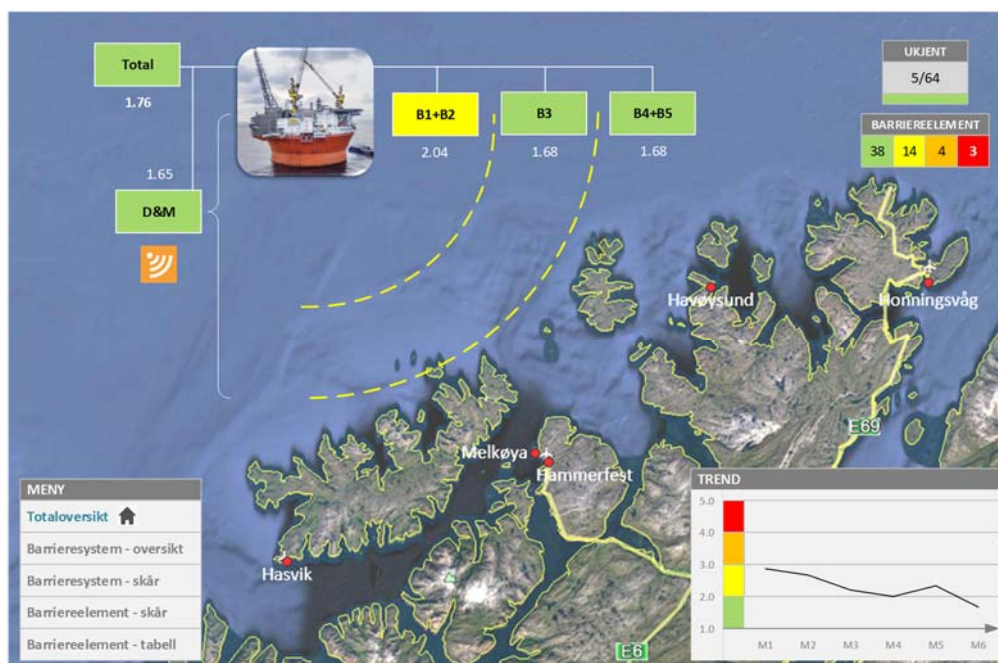 Total
1.76
B1+B2
2.04
B3
1.68
B4+B5
1.68
UKJENT
5/64
BARRIEREELEMENT
38 14 4 3
1.65
D&M
Havøysund
Honningsvåg
E69
Melkøya
Hammerfest
Hasvik
E6
MENY
Totaloversikt
Barrieresystem - oversikt
Barrieresystem - skår
Barriereelement - skår
Barriereelement - tabell
TREND
5.0
4.0
3.0
2.0
1.0
M1 M2 M3 M4 M5 M6